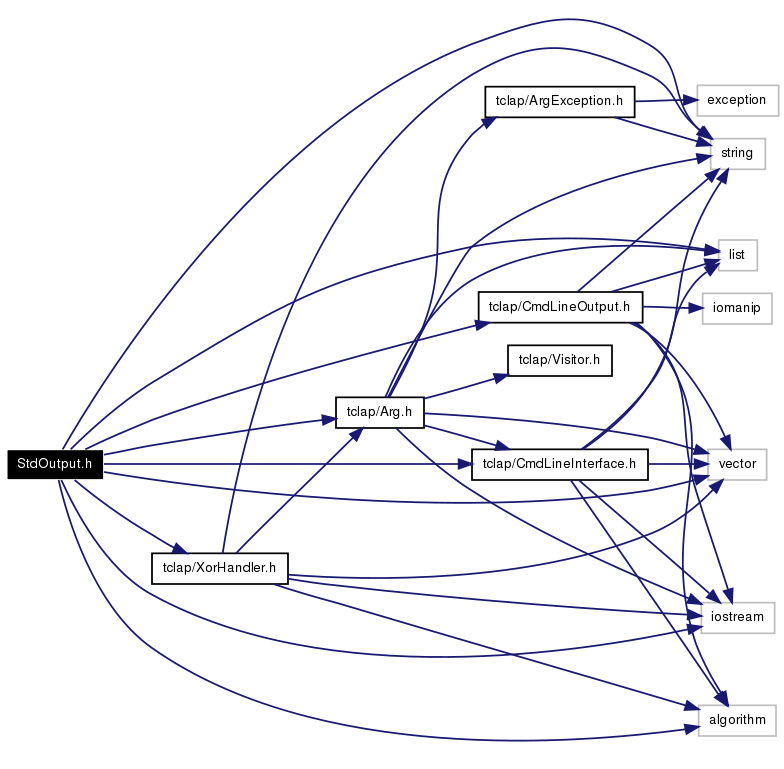 exception
tclap/ArgException.h
string
list
tclap/CmdLineOutput.h
iomanip
tclap/Visitor.h
tclap/Arg.h
StdOutput.h
tclap/CmdLineInterface.h
vector
tclap/XorHandler.h
iostream
algorithm